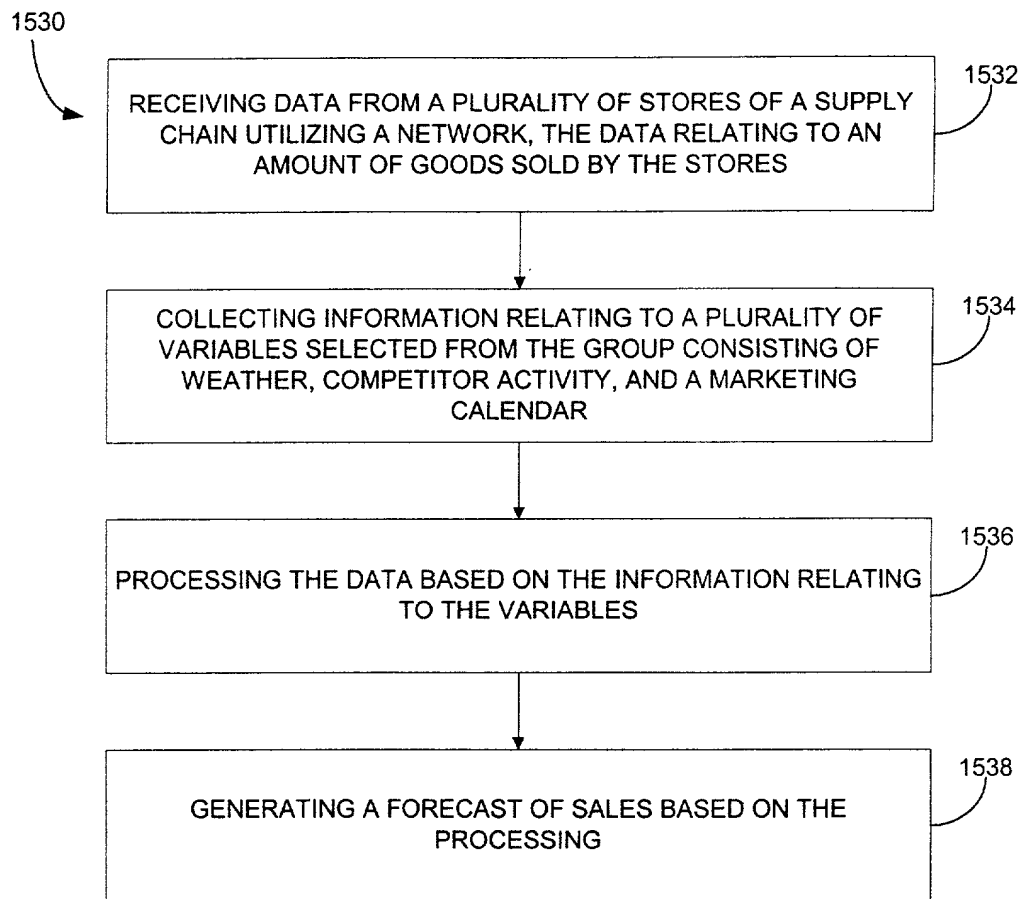 1530
1532
RECEIVING DATA FROM A PLURALITY OF STORES OF A SUPPLY
CHAIN UTILIZING A NETWORK, THE DATA RELATING TO AN
AMOUNT OF GOODS SOLD BY THE STORES
1534
COLLECTING INFORMATION RELATING TO A PLURALITY OF
VARIABLES SELECTED FROM THE GROUP CONSISTING OF
WEATHER, COMPETITOR ACTIVITY, AND A MARKETING
CALENDAR
1536
PROCESSING THE DATA BASED ON THE INFORMATION RELATING
TO THE VARIABLES
1538
GENERATING A FORECAST OF SALES BASED ON THE
PROCESSING